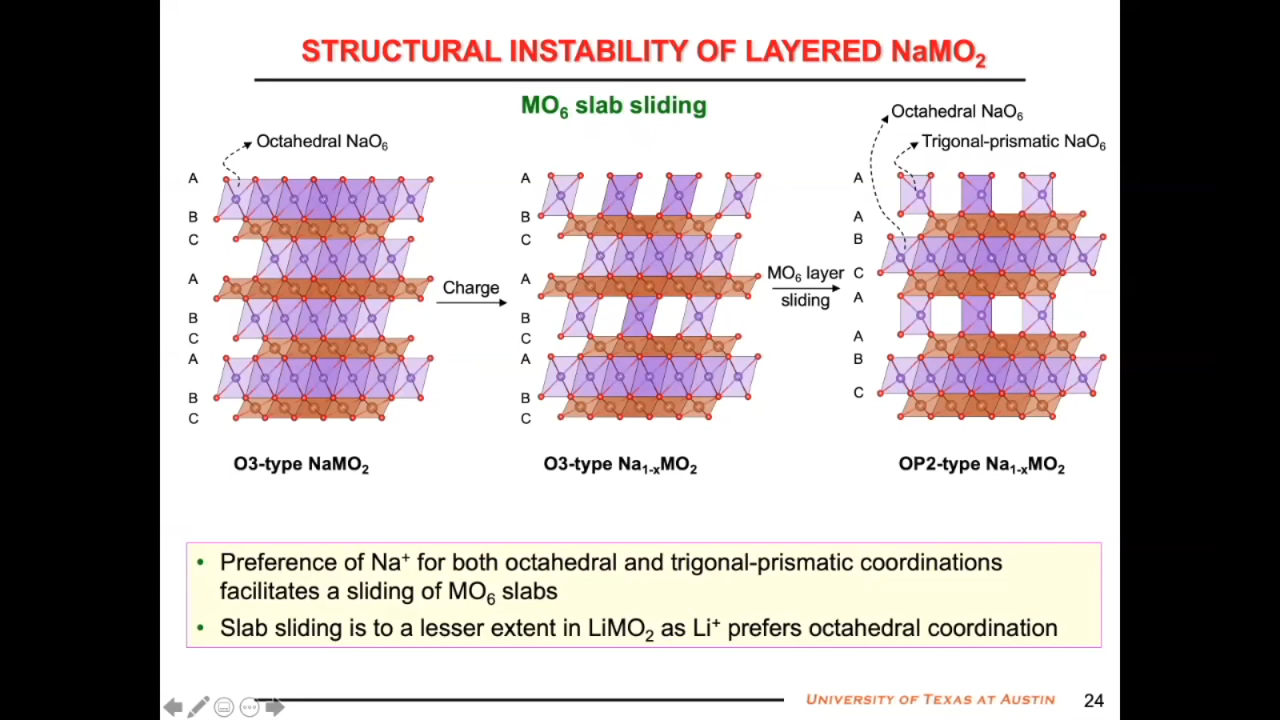 STRUCTURAL INSTABILITY OF LAYERED NaMO₂
MO₆ slab sliding
Octahedral NaO₆
A
B
C
A
B
C
A
B
C
O3-type NaMO₂
Charge
A
B
C
A
B
C
A
B
C
O3-type Na₁₋ₓMO₂
MO₆ layer
sliding
Octahedral NaO₆
Trigonal-prismatic NaO₆
A
A
B
C
A
A
B
C
OP2-type Na₁₋ₓMO₂
• Preference of Na⁺ for both octahedral and trigonal-prismatic coordinations
facilitates a sliding of MO₆ slabs
• Slab sliding is to a lesser extent in LiMO₂ as Li⁺ prefers octahedral coordination
UNIVERSITY OF TEXAS AT AUSTIN
24